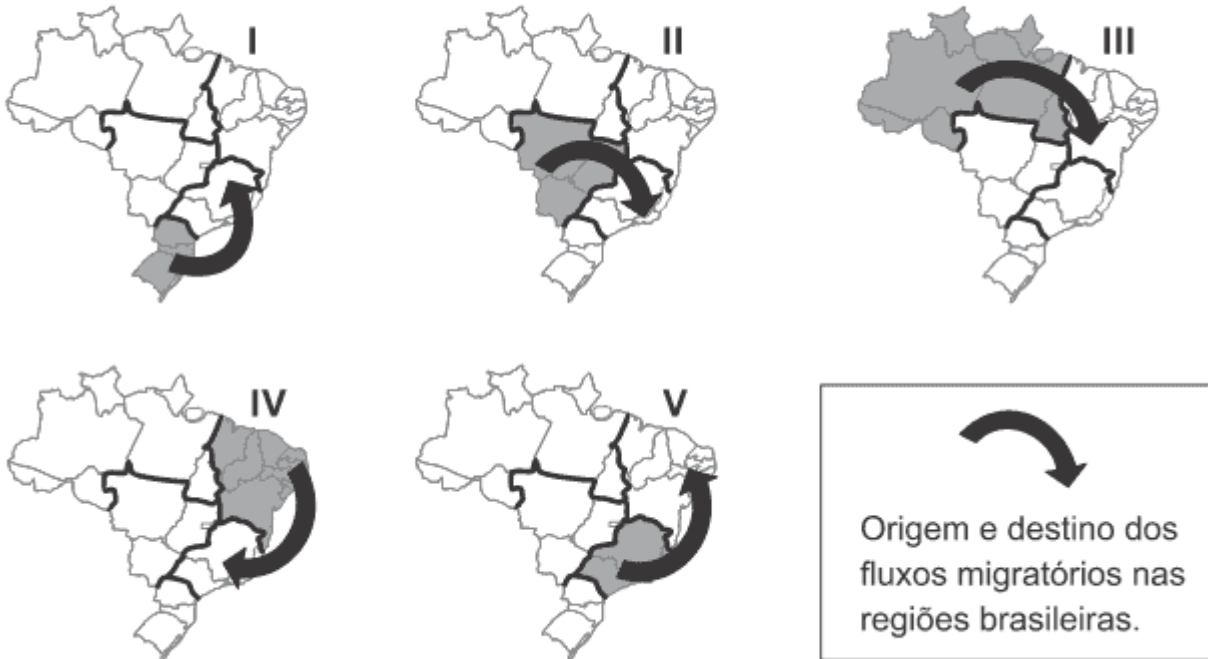 I
II
III
IV
V
Origem e destino dos
fluxos migratórios nas
regiões brasileiras.